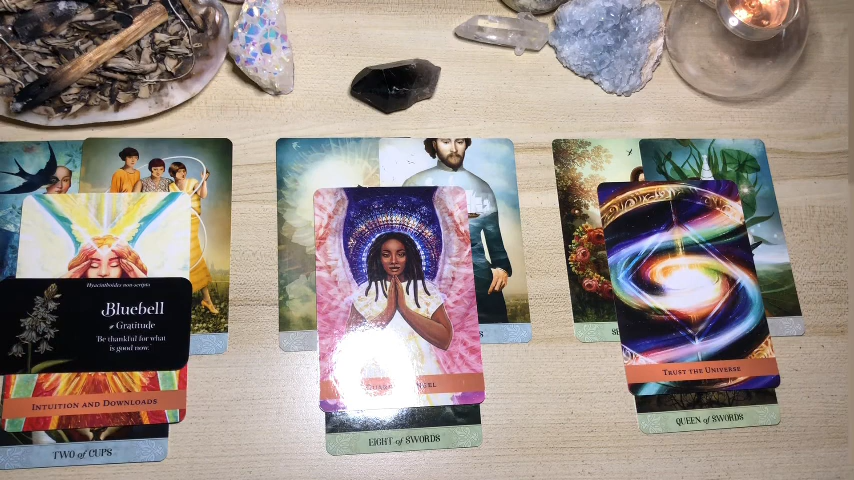 Hyacinthoides non-scripta
Bluebell
Gratitude
'Be thankful for what
is good now.'
INTUITION AND DOWNLOADS
TWO of CUPS
EIGHT of SWORDS
TRUST THE UNIVERSE
QUEEN of SWORDS